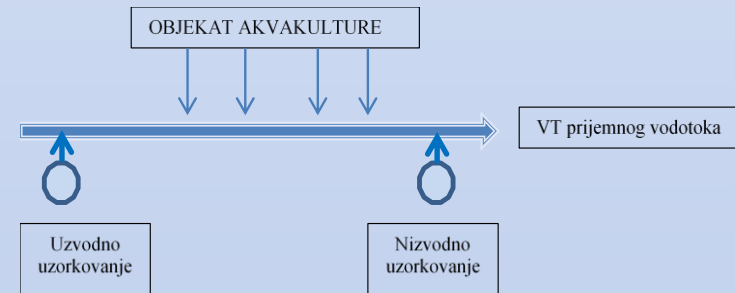 OBJEKAT AKVAKULTURE
VT prijemnog vodotoka
Uzvodno
uzorkovanje
Nizvodno
uzorkovanje